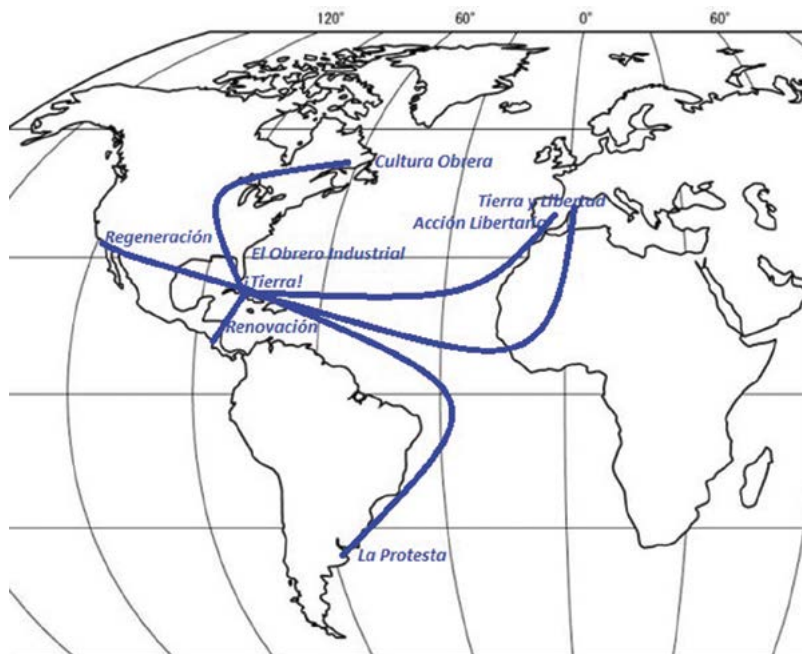 120° 60° 0° 60°
Cultura Obrera
Tierra y Libertad
Acción Libertaria
Regeneración
El Obrero Industrial
¡Tierra!
Renovación
La Protesta